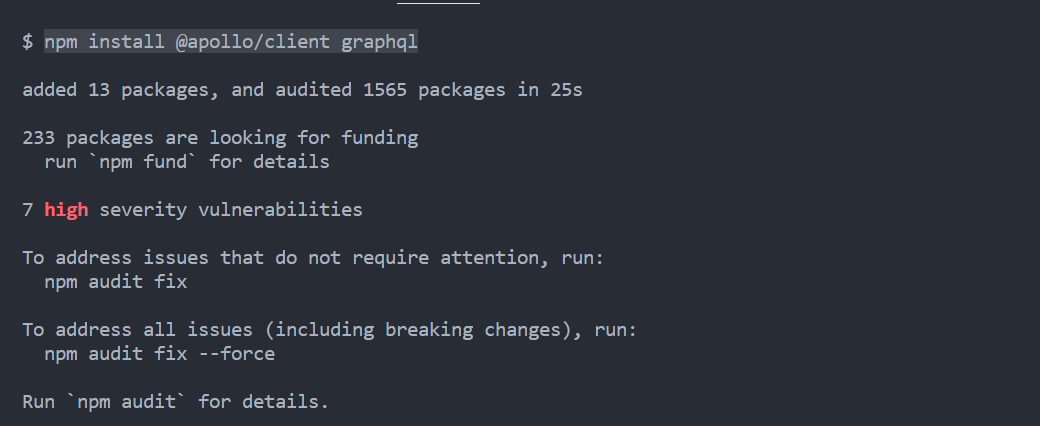 $ npm install @apollo/client graphql
added 13 packages, and audited 1565 packages in 25s
233 packages are looking for funding
run `npm fund` for details
7 high severity vulnerabilities
To address issues that do not require attention, run:
npm audit fix
To address all issues (including breaking changes), run:
npm audit fix --force
Run `npm audit` for details.